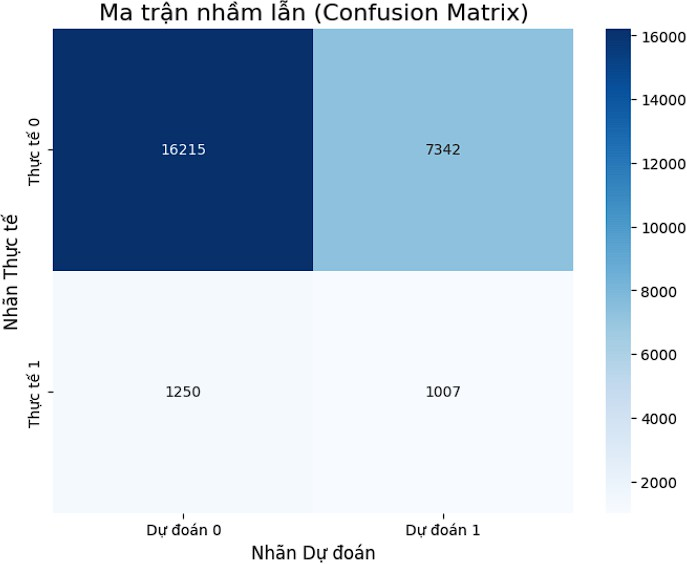 Ma trận nhầm lẫn (Confusion Matrix)
Nhãn Thực tế
Thực tế 0
16215
7342
Thực tế 1
1250
1007
Dự đoán 0
Dự đoán 1
Nhãn Dự đoán
16000
14000
12000
10000
8000
6000
4000
2000